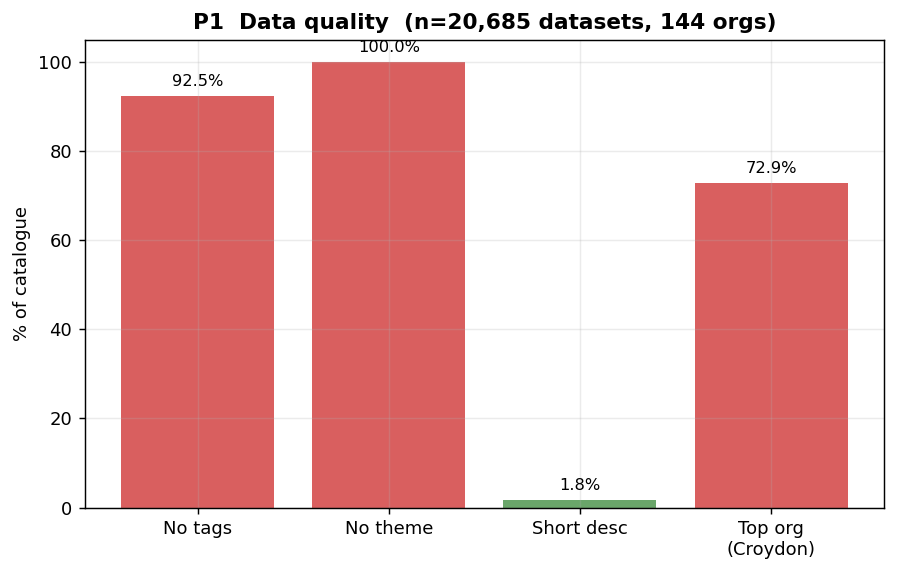 P1  Data quality  (n=20,685 datasets, 144 orgs)
100.0%
92.5%
72.9%
1.8%
% of catalogue
100
80
60
40
20
0
No tags
No theme
Short desc
Top org
(Croydon)